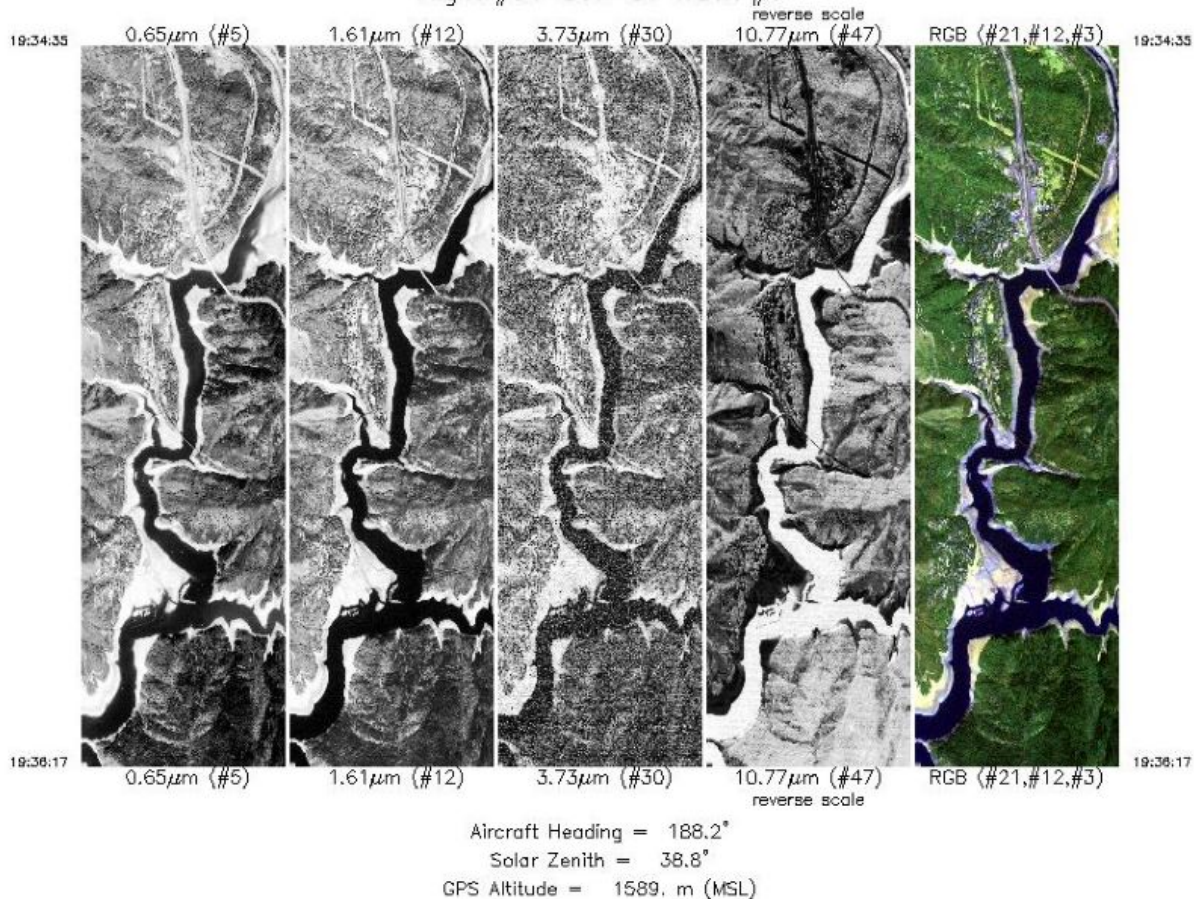 reverse scale
19:34:35 0.65μm (#5) 1.61μm (#12) 3.73μm (#30) 10.77μm (#47) RGB (#21,#12,#3) 19:34:35
19:36:17 0.65μm (#5) 1.61μm (#12) 3.73μm (#30) 10.77μm (#47) RGB (#21,#12,#3) 19:36:17
reverse scale
Aircraft Heading = 188.2°
Solar Zenith = 38.8°
GPS Altitude = 1589. m (MSL)